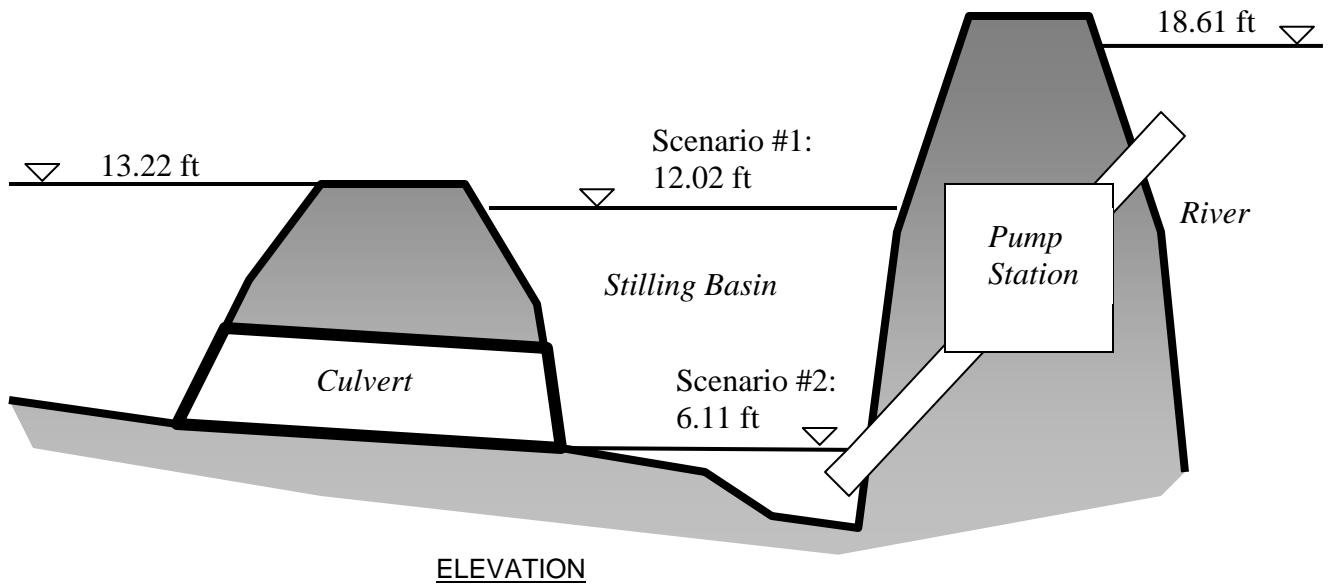 18.61 ft
13.22 ft
Scenario #1:
12.02 ft
River
Pump
Station
Stilling Basin
Culvert
Scenario #2:
6.11 ft
ELEVATION